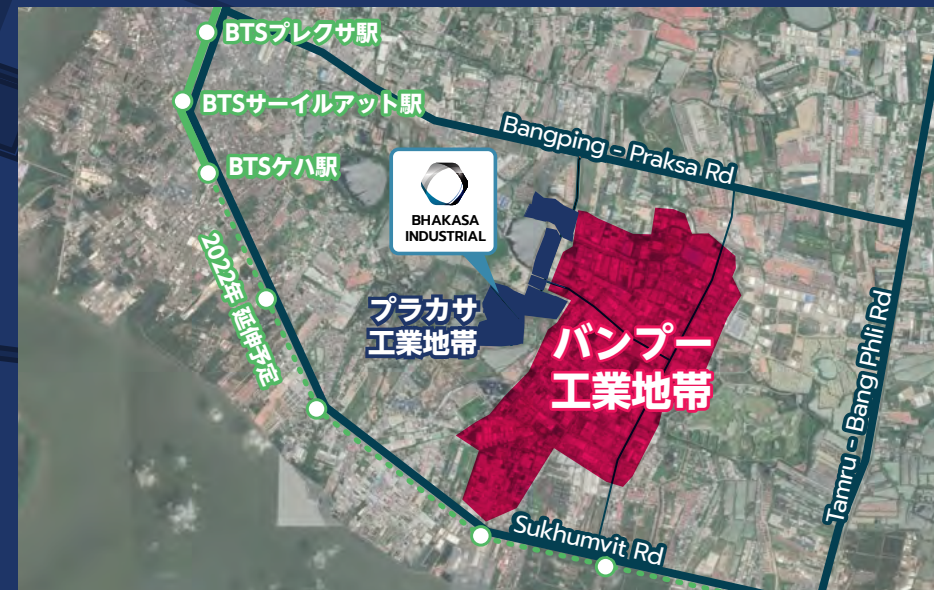 BTSプレクサ駅
BTSサーイルアット駅
BTSケハ駅
2022年 延伸予定
BHAKASA
INDUSTRIAL
プラカサ
工業地帯
バンプー
工業地帯
Bangping - Praksa Rd
Tamru - Bang Phli Rd
Sukhumvit Rd